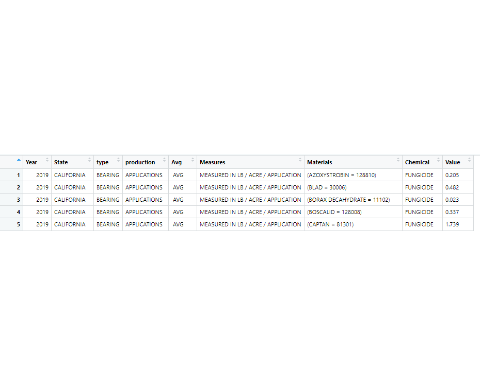 Year State type production Avg Measures Materials Chemical Value
1 2019 CALIFORNIA BEARING APPLICATIONS AVG MEASURED IN LB / ACRE / APPLICATION (AZOXYSTROBIN = 128810) FUNGICIDE 0.205
2 2019 CALIFORNIA BEARING APPLICATIONS AVG MEASURED IN LB / ACRE / APPLICATION (BLAD = 30006) FUNGICIDE 0.482
3 2019 CALIFORNIA BEARING APPLICATIONS AVG MEASURED IN LB / ACRE / APPLICATION (BORAX DECAHYDRATE = 11102) FUNGICIDE 0.023
4 2019 CALIFORNIA BEARING APPLICATIONS AVG MEASURED IN LB / ACRE / APPLICATION (BOSCALID = 128008) FUNGICIDE 0.337
5 2019 CALIFORNIA BEARING APPLICATIONS AVG MEASURED IN LB / ACRE / APPLICATION (CAPTAN = 81301) FUNGICIDE 1.739